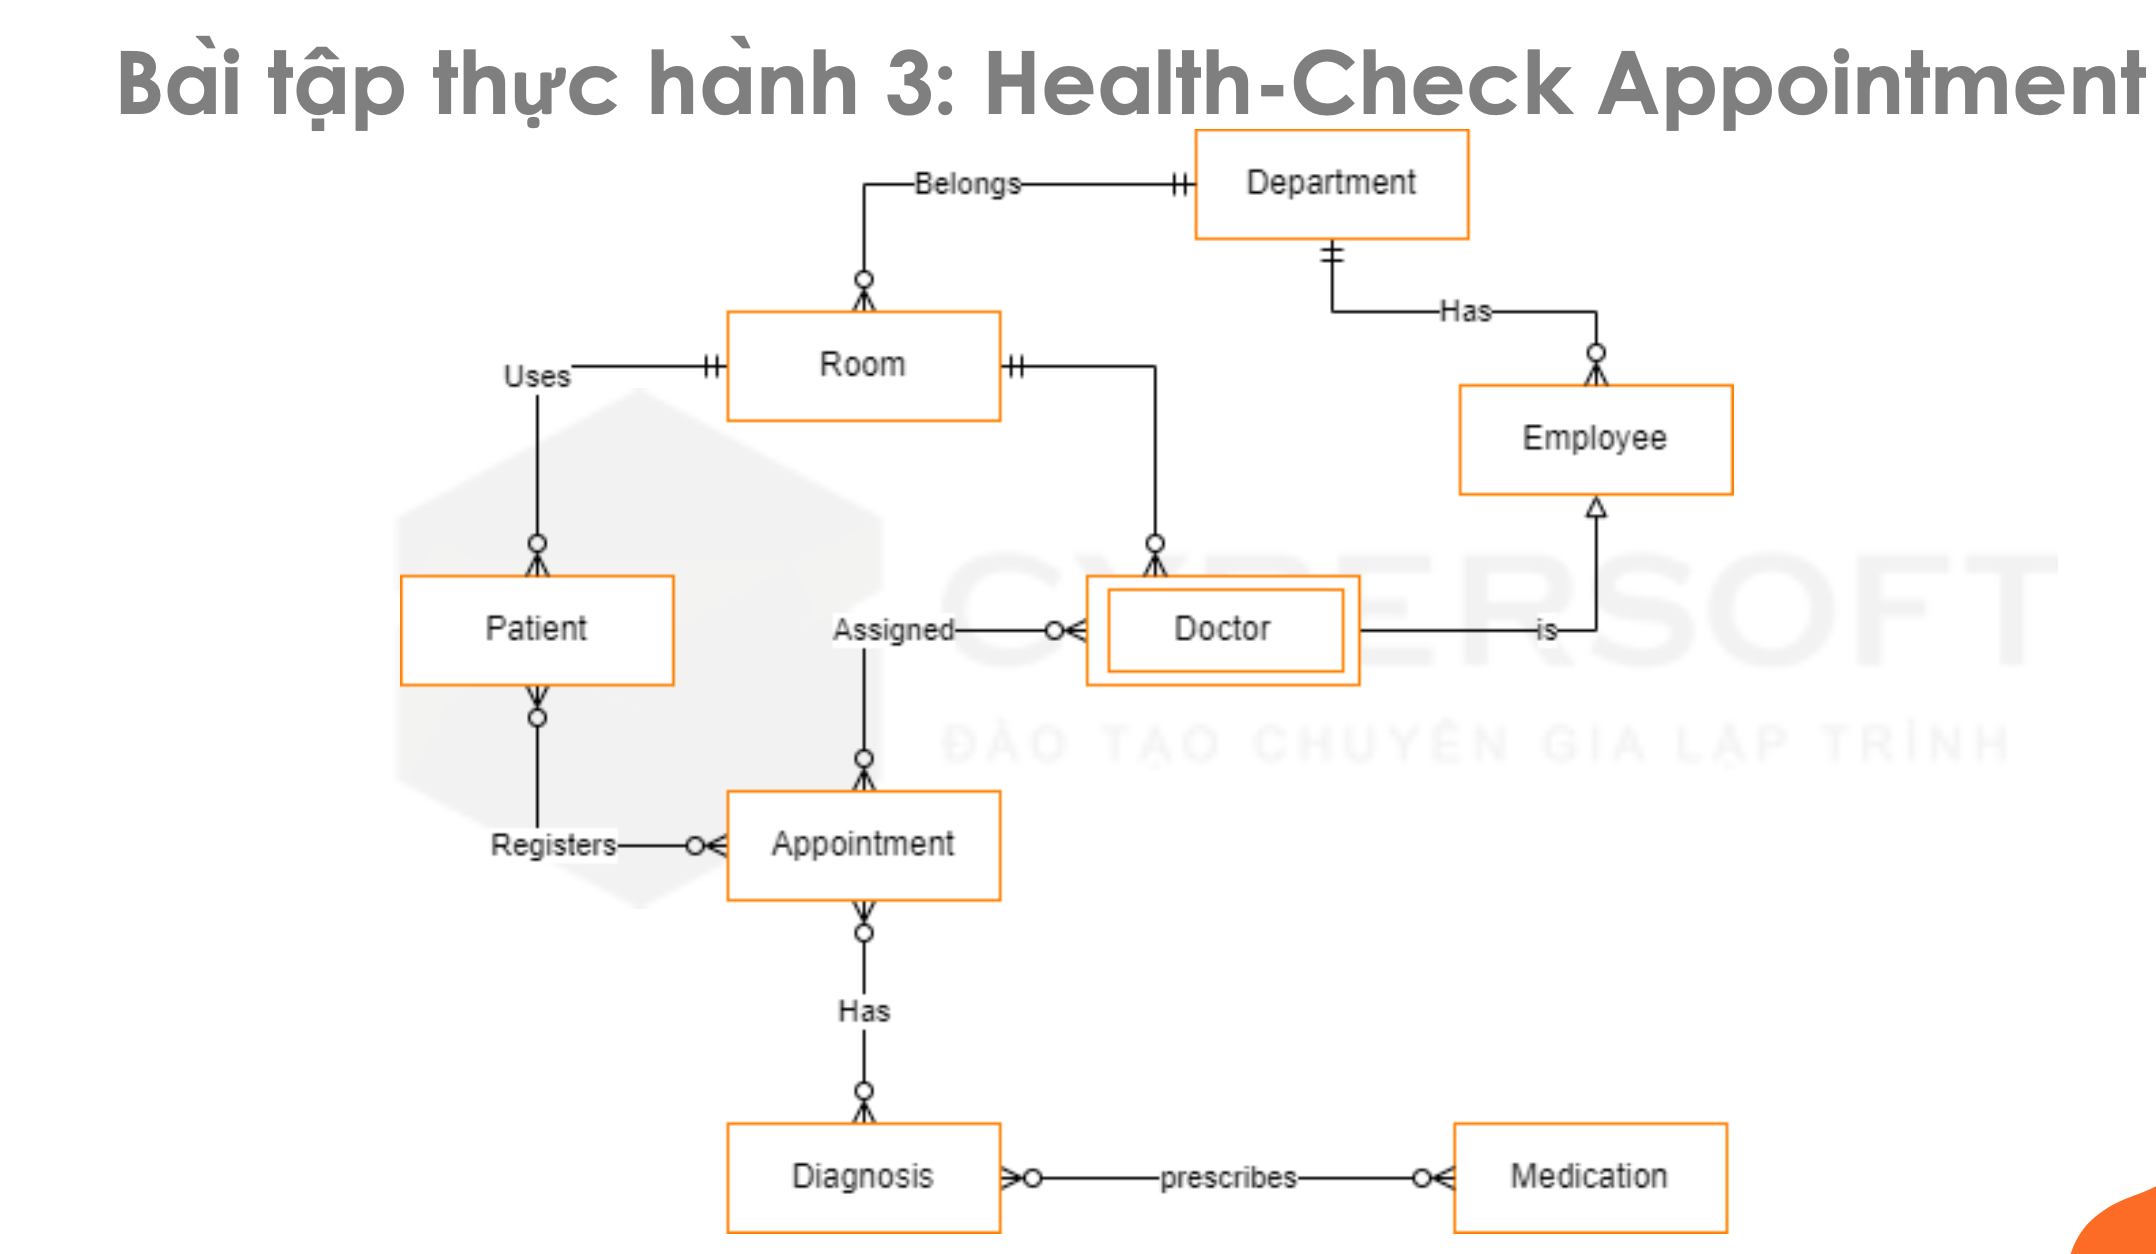 Bài tập thực hành 3: Health-Check Appointment
Belongs
Department
Has
Uses
Room
Employee
Patient
Assigned
Doctor
is
CYBERSOFT
ĐÀO TẠO CHUYÊN GIA LẬP TRÌNH
Registers
Appointment
Has
Diagnosis
prescribes
Medication